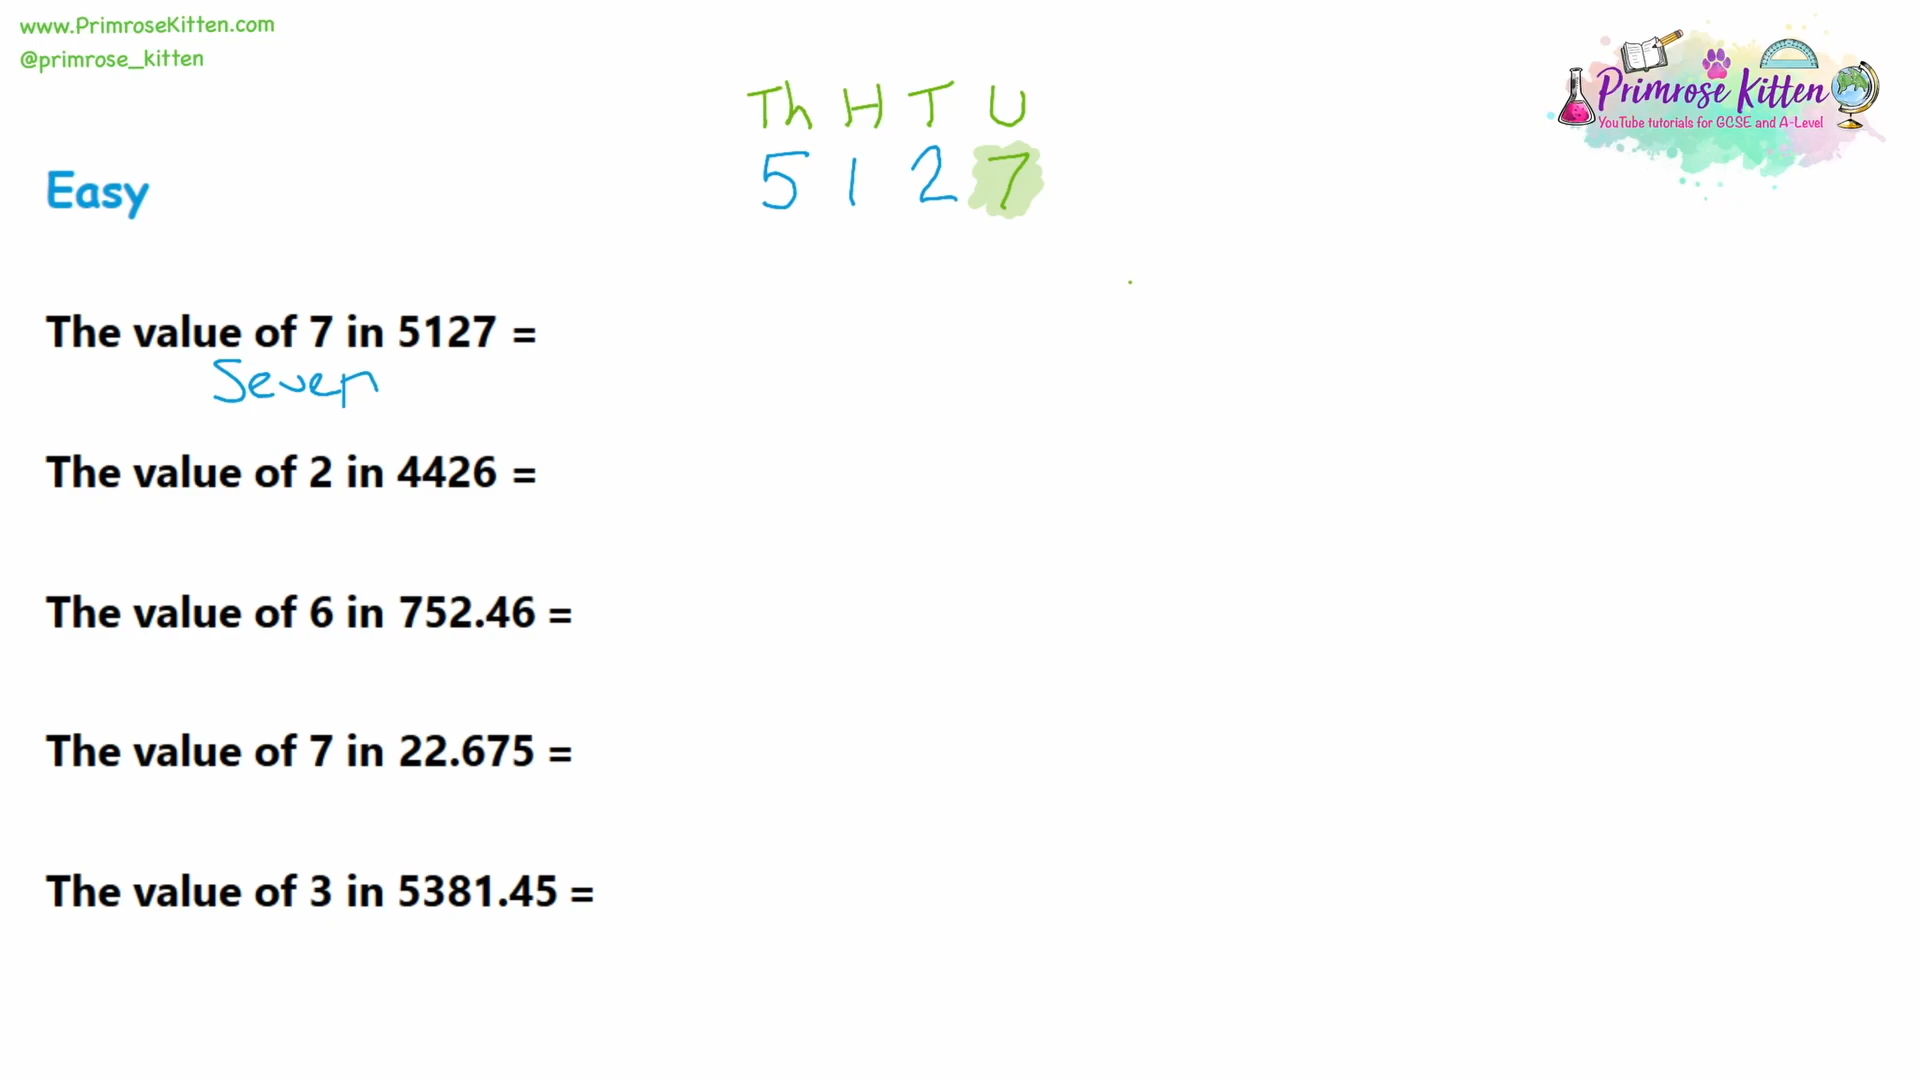 www.PrimroseKitten.com
@primrose_kitten
Primrose Kitten
YouTube tutorials for GCSE and A-Level
Th H T U
5 1 2 7
Easy
The value of 7 in 5127 =
Seven
The value of 2 in 4426 =
The value of 6 in 752.46 =
The value of 7 in 22.675 =
The value of 3 in 5381.45 =